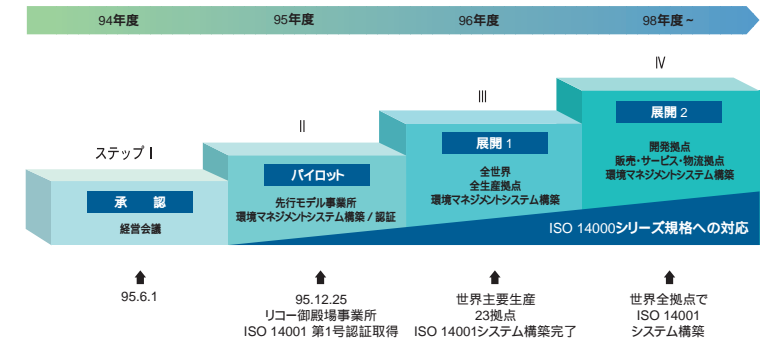 94年度
95年度
96年度
98年度~
ステップⅠ
Ⅱ
Ⅲ
Ⅳ
承 認
経営会議
パイロット
先行モデル事業所
環境マネジメントシステム構築 / 認証
展開 1
全世界
全生産拠点
環境マネジメントシステム構築
展開 2
開発拠点
販売・サービス・物流拠点
環境マネジメントシステム構築
ISO 14000シリーズ規格への対応
95.6.1
95.12.25
リコー御殿場事業所
ISO 14001 第1号認証取得
世界主要生産
23拠点
ISO 14001システム構築完了
世界全拠点で
ISO 14001
システム構築